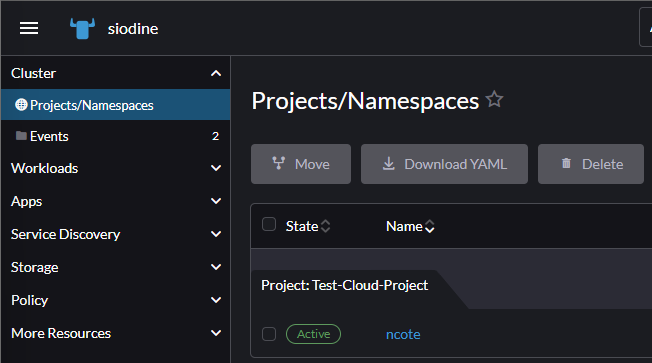 siodine
Cluster
Projects/Namespaces
Events 2
Workloads
Apps
Service Discovery
Storage
Policy
More Resources
Projects/Namespaces
Move Download YAML Delete
State Name
Project: Test-Cloud-Project
Active ncote